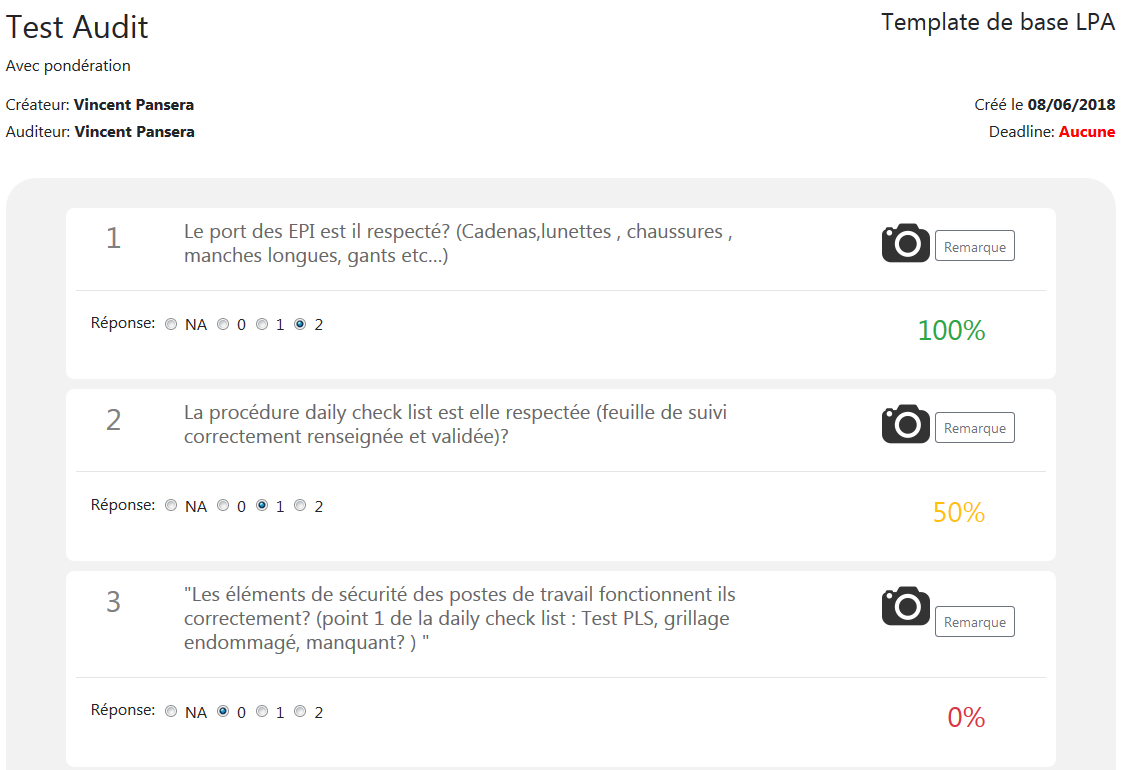 Test Audit
Template de base LPA
Avec pondération
Créateur: Vincent Pansera
Créé le 08/06/2018
Auditeur: Vincent Pansera
Deadline: Aucune
1
Le port des EPI est il respecté? (Cadenas,lunettes , chaussures ,
manches longues, gants etc...)
Remarque
Réponse: NA 0 1 2
100%
2
La procédure daily check list est elle respectée (feuille de suivi
correctement renseignée et validée)?
Remarque
Réponse: NA 0 1 2
50%
3
"Les éléments de sécurité des postes de travail fonctionnent ils
correctement? (point 1 de la daily check list : Test PLS, grillage
endommagé, manquant? ) "
Remarque
Réponse: NA 0 1 2
0%